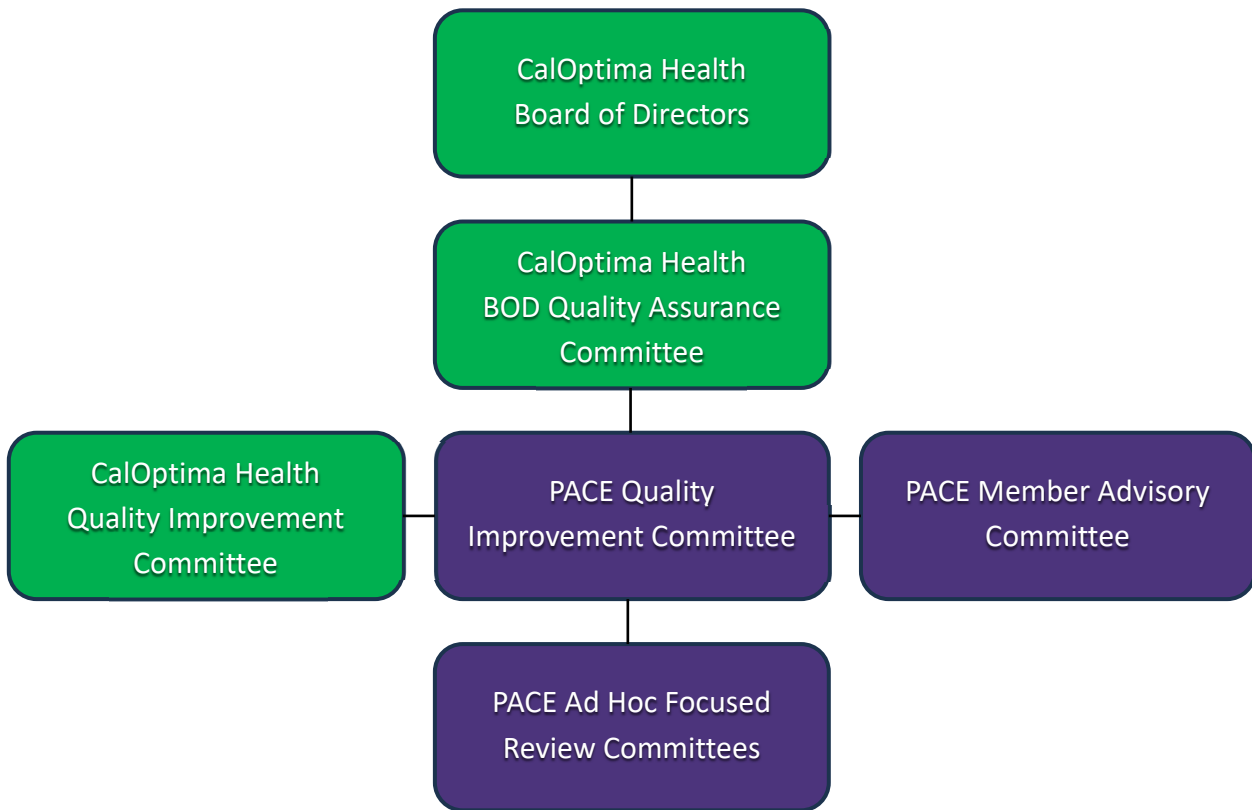 CalOptima Health
Board of Directors
CalOptima Health
BOD Quality Assurance
Committee
CalOptima Health
Quality Improvement
Committee
PACE Quality
Improvement Committee
PACE Member Advisory
Committee
PACE Ad Hoc Focused
Review Committees